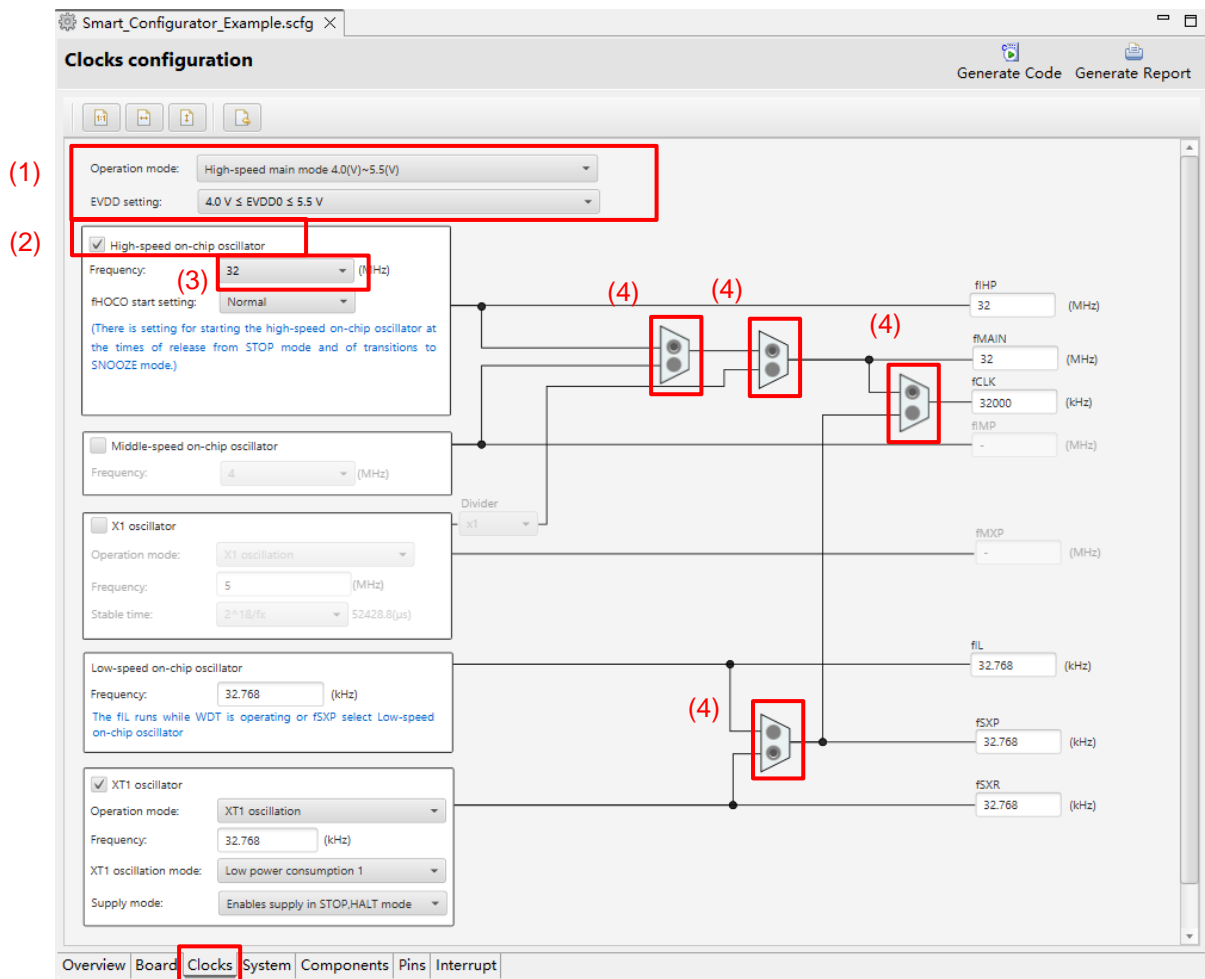 Smart_Configurator_Example.scfg
Clocks configuration
Generate Code Generate Report
(1)
Operation mode: High-speed main mode 4.0(V)~5.5(V)
EVDD setting: 4.0 V ≤ EVDD0 ≤ 5.5 V
(2)
High-speed on-chip oscillator
Frequency: (3) 32 (MHz)
fHOCO start setting: Normal
(There is setting for starting the high-speed on-chip oscillator at
the times of release from STOP mode and of transitions to
SNOOZE mode.)
(4) (4) (4)
fIHP
32 (MHz)
fMAIN
32 (MHz)
fCLK
32000 (kHz)
fIMP
- (MHz)
Middle-speed on-chip oscillator
Frequency: 4 (MHz)
Divider
x1
X1 oscillator
Operation mode: X1 oscillation
Frequency: 5 (MHz)
Stable time: 2^18/fx 52428.8(μs)
fMXP
- (MHz)
Low-speed on-chip oscillator
Frequency: 32.768 (kHz)
The fIL runs while WDT is operating or fSXP select Low-speed
on-chip oscillator
fIL
32.768 (kHz)
(4)
fSXP
32.768 (kHz)
fSXR
32.768 (kHz)
XT1 oscillator
Operation mode: XT1 oscillation
Frequency: 32.768 (kHz)
XT1 oscillation mode: Low power consumption 1
Supply mode: Enables supply in STOP,HALT mode
Overview Board Clocks System Components Pins Interrupt